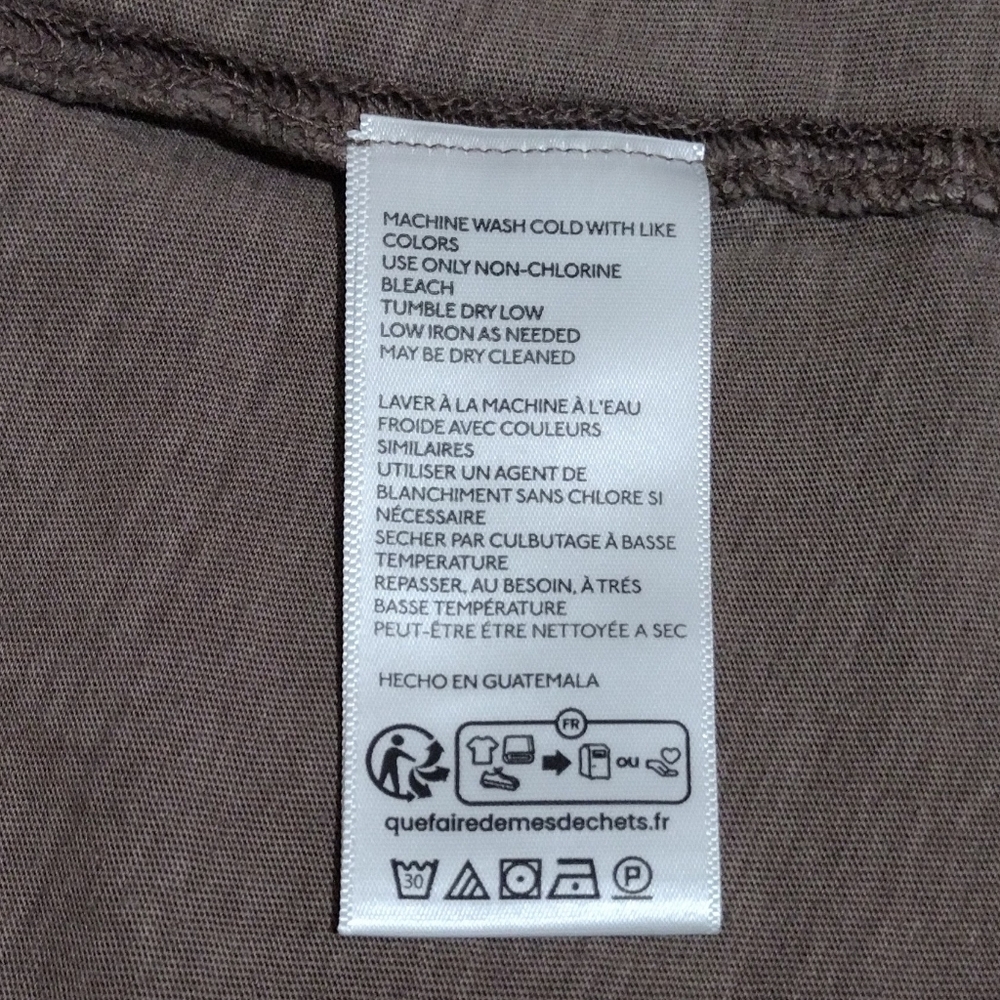 MACHINE WASH COLD WITH LIKE
COLORS
USE ONLY NON-CHLORINE
BLEACH
TUMBLE DRY LOW
LOW IRON AS NEEDED
MAY BE DRY CLEANED
LAVER À LA MACHINE À L'EAU
FROIDE AVEC COULEURS
SIMILAIRES
UTILISER UN AGENT DE
BLANCHIMENT SANS CHLORE SI
NÉCESSAIRE
SECHER PAR CULBUTAGE À BASSE
TEMPERATURE
REPASSER, AU BESOIN, À TRÉS
BASSE TEMPÉRATURE
PEUT-ÊTRE ÉTRE NETTOYÉE A SEC
HECHO EN GUATEMALA
FR
OU
quefairedemesdechets.fr
30 P